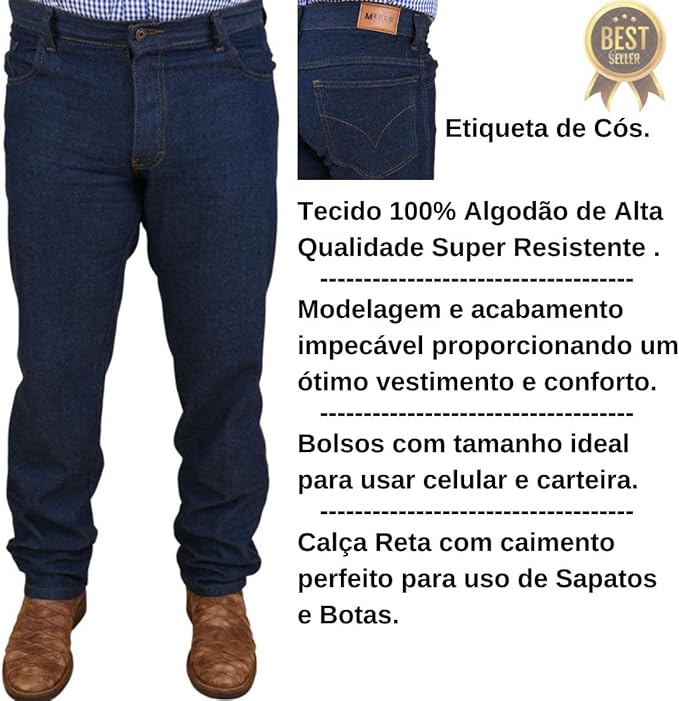 BEST
SELLER
Etiqueta de Cós.
Tecido 100% Algodão de Alta
Qualidade Super Resistente .
------------------------------------
Modelagem e acabamento
impecável proporcionando um
ótimo vestimento e conforto.
------------------------------------
Bolsos com tamanho ideal
para usar celular e carteira.
------------------------------------
Calça Reta com caimento
perfeito para uso de Sapatos
e Botas.